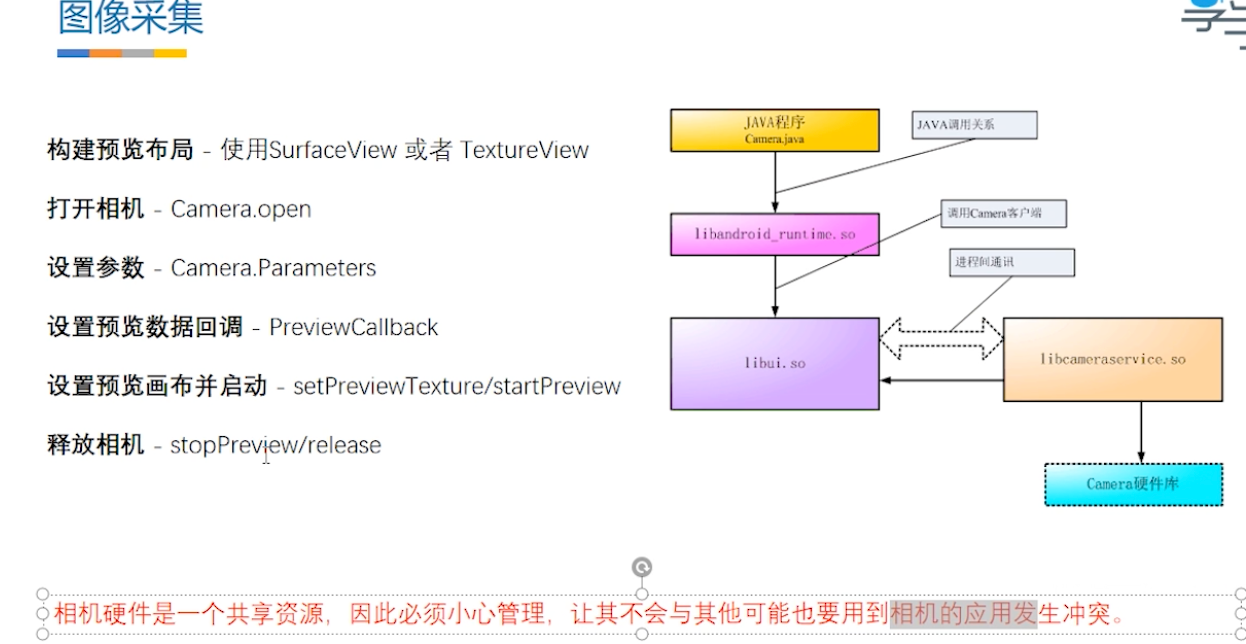 图像采集
构建预览布局 - 使用SurfaceView 或者 TextureView
打开相机 - Camera.open
设置参数 - Camera.Parameters
设置预览数据回调 - PreviewCallback
设置预览画布并启动 - setPreviewTexture/startPreview
释放相机 - stopPreview/release
JAVA程序
Camera.java
JAVA调用关系
libandroid_runtime.so
调用Camera客户端
进程间通讯
libui.so
libcameraservice.so
Camera硬件库
相机硬件是一个共享资源，因此必须小心管理，让其不会与其他可能也要用到相机的应用发生冲突。